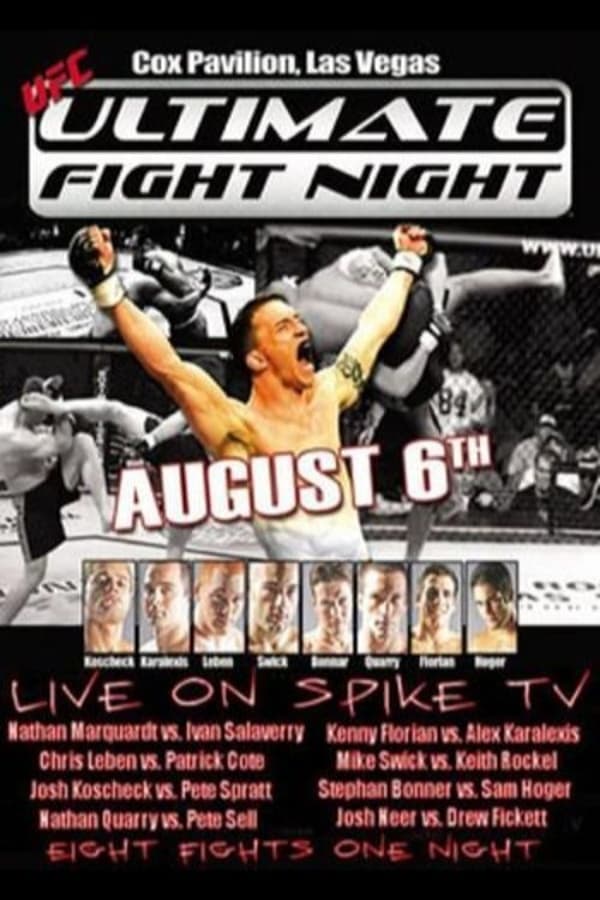 Cox Pavilion, Las Vegas
UFC
ULTIMATE
FIGHT NIGHT
WWW.U
84
AUGUST 6TH
Koscheck Karalexis Leben Swick Bonnar Quarry Florian Hoger
LIVE ON SPIKE TV
Nathan Marquardt vs. Ivan Salaverry
Kenny Florian vs. Alex Karalexis
Chris Leben vs. Patrick Cote
Mike Swick vs. Keith Rockel
Josh Koscheck vs. Pete Spratt
Stephan Bonner vs. Sam Hoger
Nathan Quarry vs. Pete Sell
Josh Neer vs. Drew Fickett
EIGHT FIGHTS ONE NIGHT